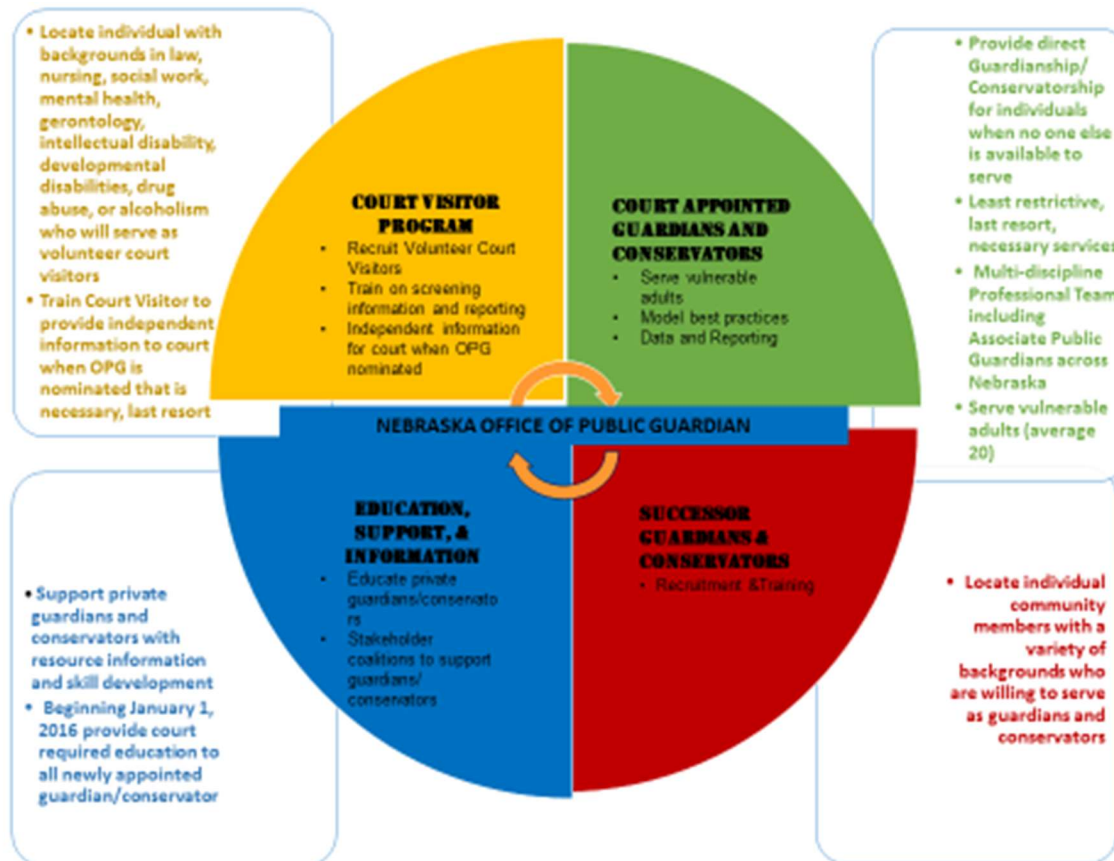 • Locate individual with
backgrounds in law,
nursing, social work,
mental health,
gerontology,
intellectual disability,
developmental
disabilities, drug
abuse, or alcoholism
who will serve as
volunteer court
visitors
• Train Court Visitor to
provide independent
information to court
when OPG is
nominated that is
necessary, last resort
COURT VISITOR
PROGRAM
• Recruit Volunteer Court
Visitors
• Train on screening
information and reporting
• Independent information
for court when OPG
nominated
COURT APPOINTED
GUARDIANS AND
CONSERVATORS
• Serve vulnerable
adults
• Model best practices
• Data and Reporting
• Provide direct
Guardianship/
Conservatorship
for individuals
when no one else
is available to
serve
• Least restrictive,
last resort,
necessary services
• Multi-discipline
Professional Team
including
Associate Public
Guardians across
Nebraska
• Serve vulnerable
adults (average
20)
NEBRASKA OFFICE OF PUBLIC GUARDIAN
• Support private
guardians and
conservators with
resource information
and skill development
• Beginning January 1,
2016 provide court
required education to
all newly appointed
guardian/conservator
EDUCATION,
SUPPORT, &
INFORMATION
• Educate private
guardians/conservato
rs
• Stakeholder
coalitions to support
guardians/
conservators
SUCCESSOR
GUARDIANS &
CONSERVATORS
• Recruitment &Training
• Locate individual
community
members with a
variety of
backgrounds who
are willing to serve
as guardians and
conservators